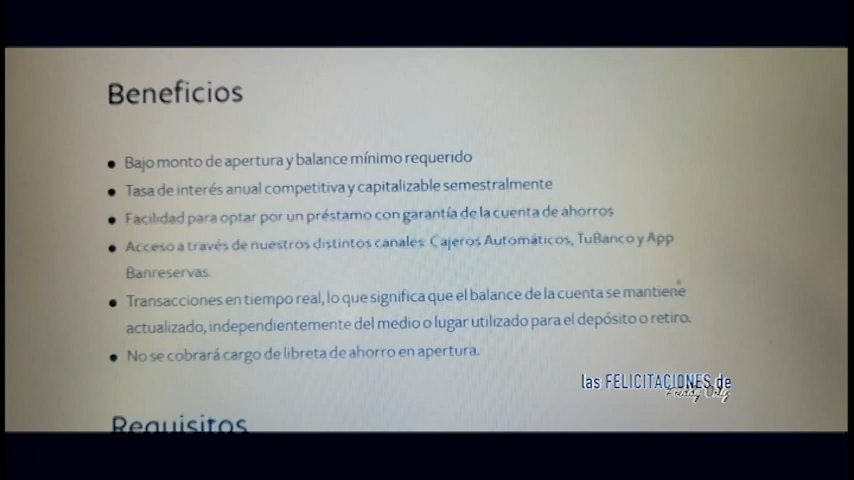 Beneficios
Bajo monto de apertura y balance mínimo requerido
Tasa de interés anual competitiva y capitalizable semestralmente
Facilidad para optar por un préstamo con garantía de la cuenta de ahorros
Acceso a través de nuestros distintos canales: Cajeros Automáticos, TuBanco y App
Banreservas.
Transacciones en tiempo real, lo que significa que el balance de la cuenta se mantiene
actualizado, independientemente del medio o lugar utilizado para el depósito o retiro.
No se cobrará cargo de libreta de ahorro en apertura.
las FELICITACIONES de
Freddy Ortiz
Requisitos